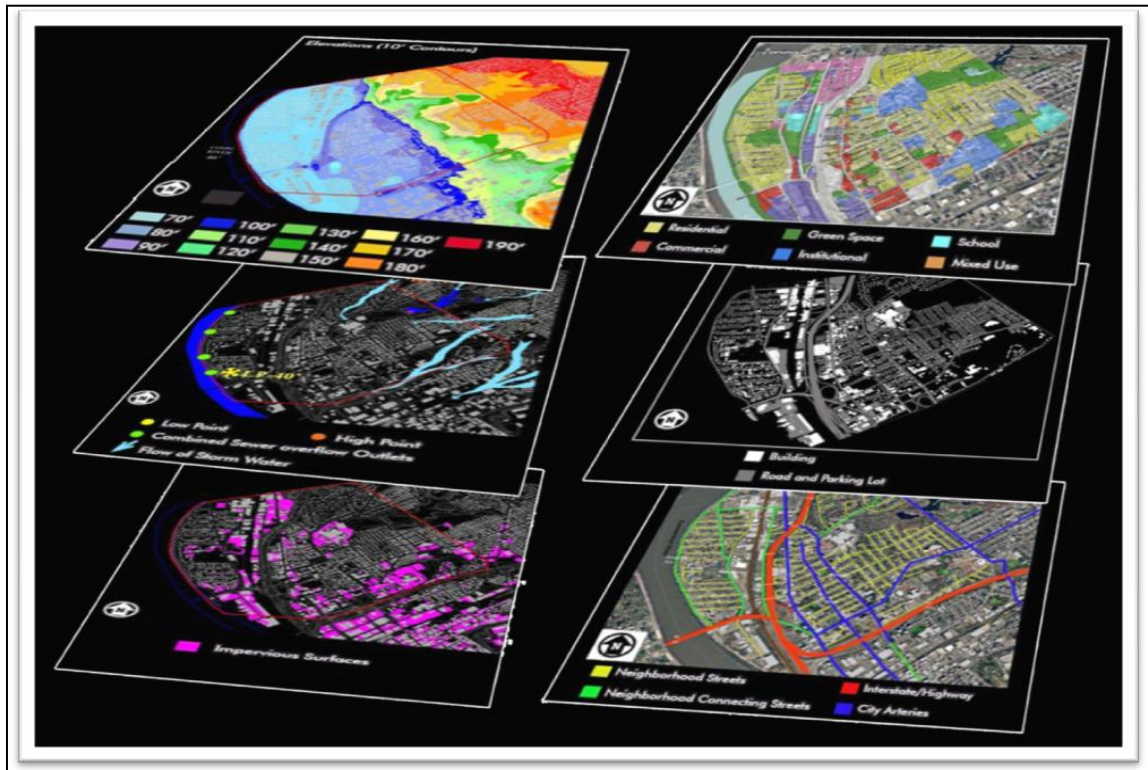 Elevations (10' Contours)
70' 100' 130' 160' 190'
80' 110' 140' 170'
90' 120' 150' 180'
Residential Green Space School
Commercial Institutional Mixed Use
L.P-40'
Low Point High Point
Combined Sewer overflow Outlets
Flow of Storm Water
Building
Road and Parking Lot
Impervious Surfaces
Neighborhood Streets Interstate/Highway
Neighborhood Connecting Streets City Arteries